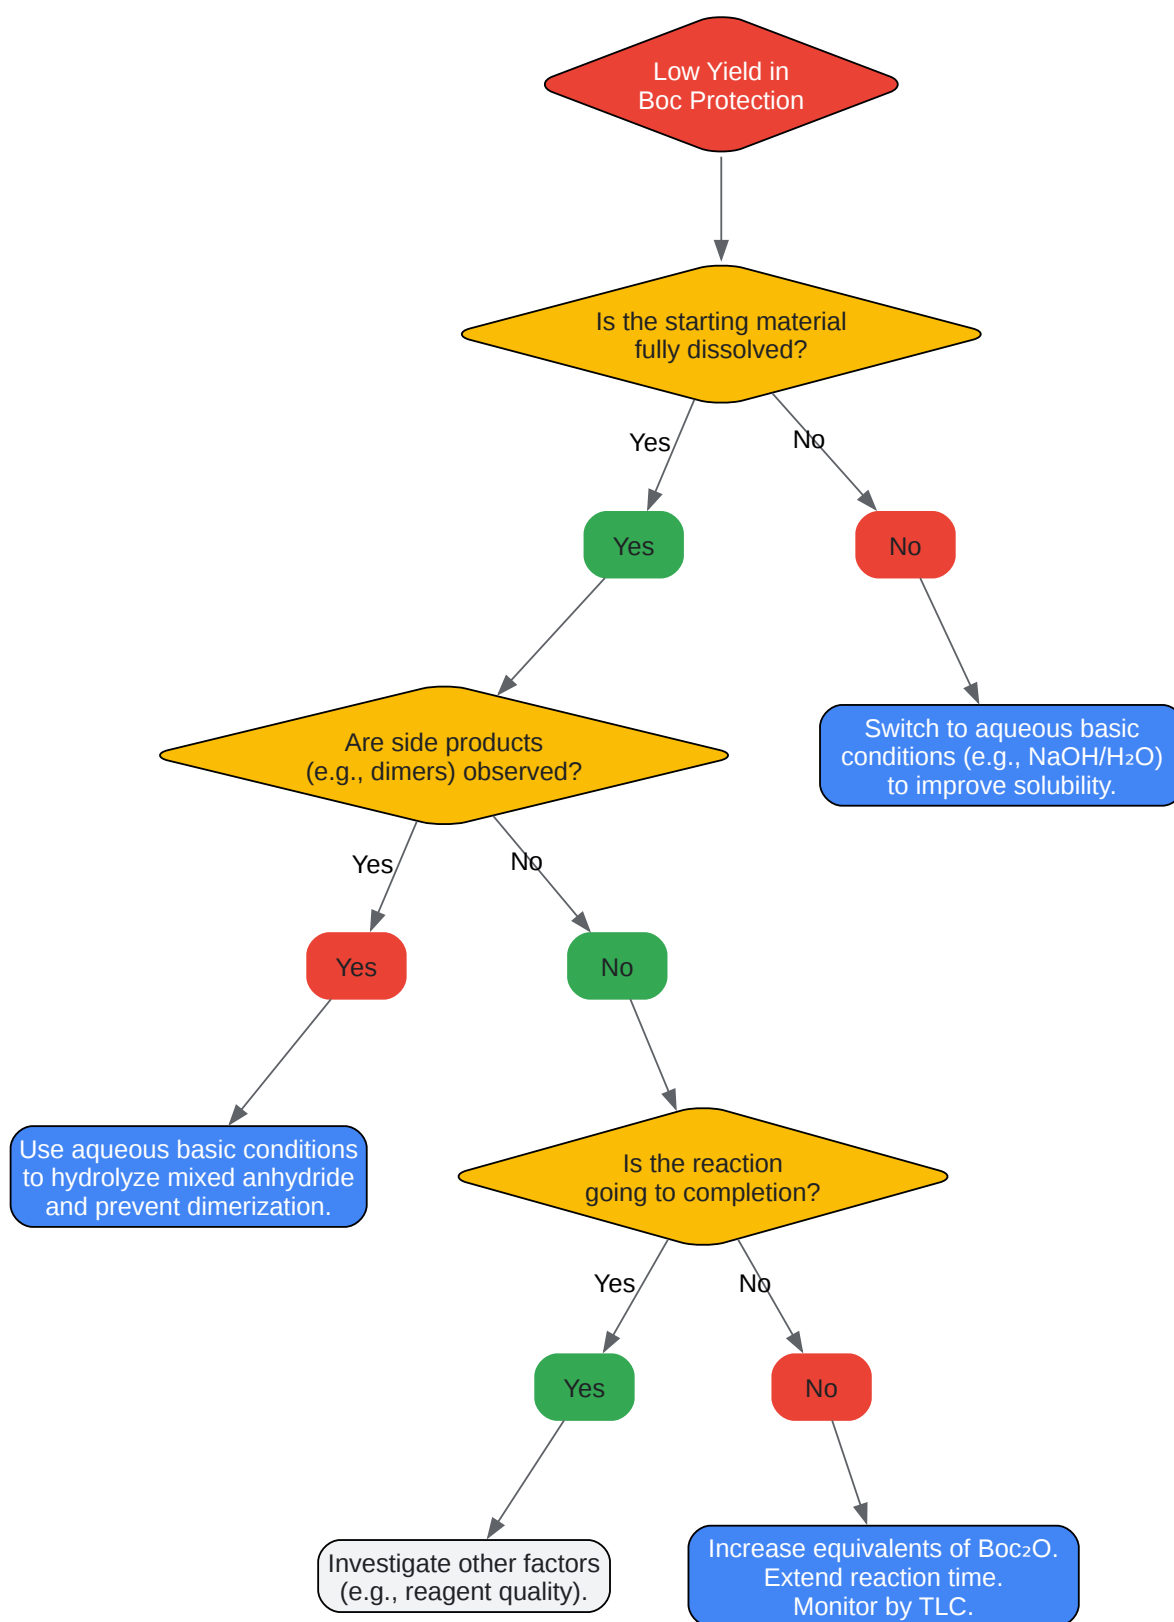 Low Yield in
Boc Protection
Is the starting material
fully dissolved?
Yes
No
Yes
No
Are side products
(e.g., dimers) observed?
Switch to aqueous basic
conditions (e.g., NaOH/H₂O)
to improve solubility.
Yes
No
Yes
No
Use aqueous basic conditions
to hydrolyze mixed anhydride
and prevent dimerization.
Is the reaction
going to completion?
Yes
No
Yes
No
Investigate other factors
(e.g., reagent quality).
Increase equivalents of Boc₂O.
Extend reaction time.
Monitor by TLC.